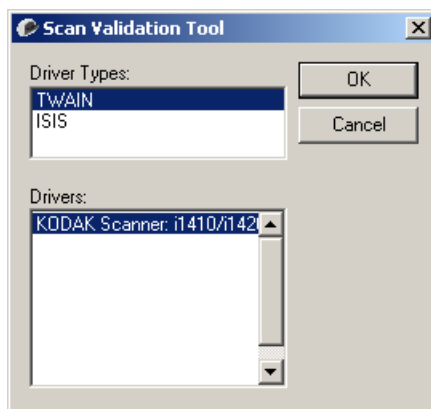 Scan Validation Tool
Driver Types:
TWAIN
ISIS
OK
Cancel
Drivers:
KODAK Scanner: i1410/i142